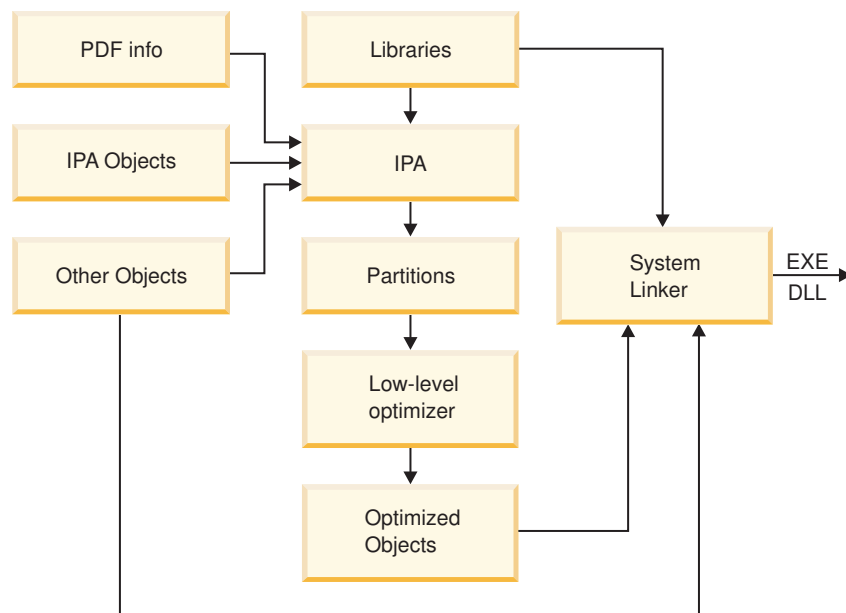 PDF info
Libraries
IPA Objects
IPA
Other Objects
Partitions
System
Linker
EXE
DLL
Low-level
optimizer
Optimized
Objects